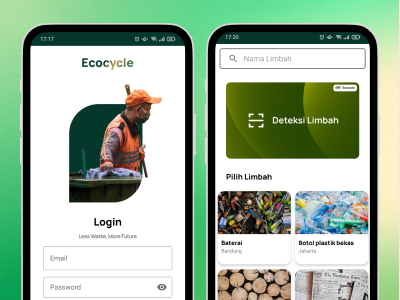 17:17
Ecocycle
Login
Less Waste, More Future
Email
Password
17:20
Nama Limbah
Deteksi Limbah
Pilih Limbah
Baterai
Bandung
Botol plastik bekas
Jakarta